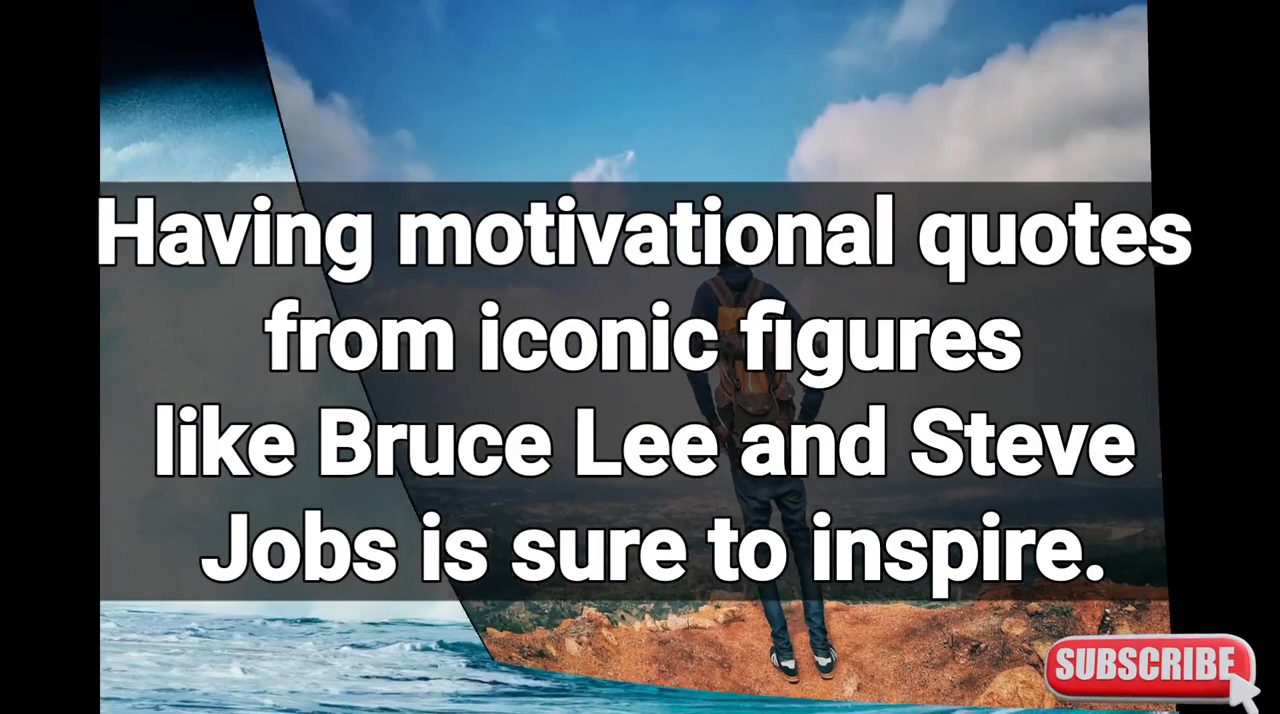 Having motivational quotes
from iconic figures
like Bruce Lee and Steve
Jobs is sure to inspire.
SUBSCRIBE